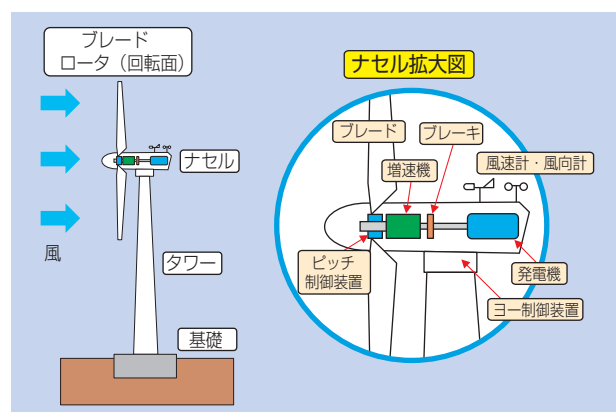 ブレード
ロータ（回転面）
ナセル
風
タワー
基礎
ナセル拡大図
ブレード
ブレーキ
増速機
風速計・風向計
ピッチ
制御装置
発電機
ヨー制御装置